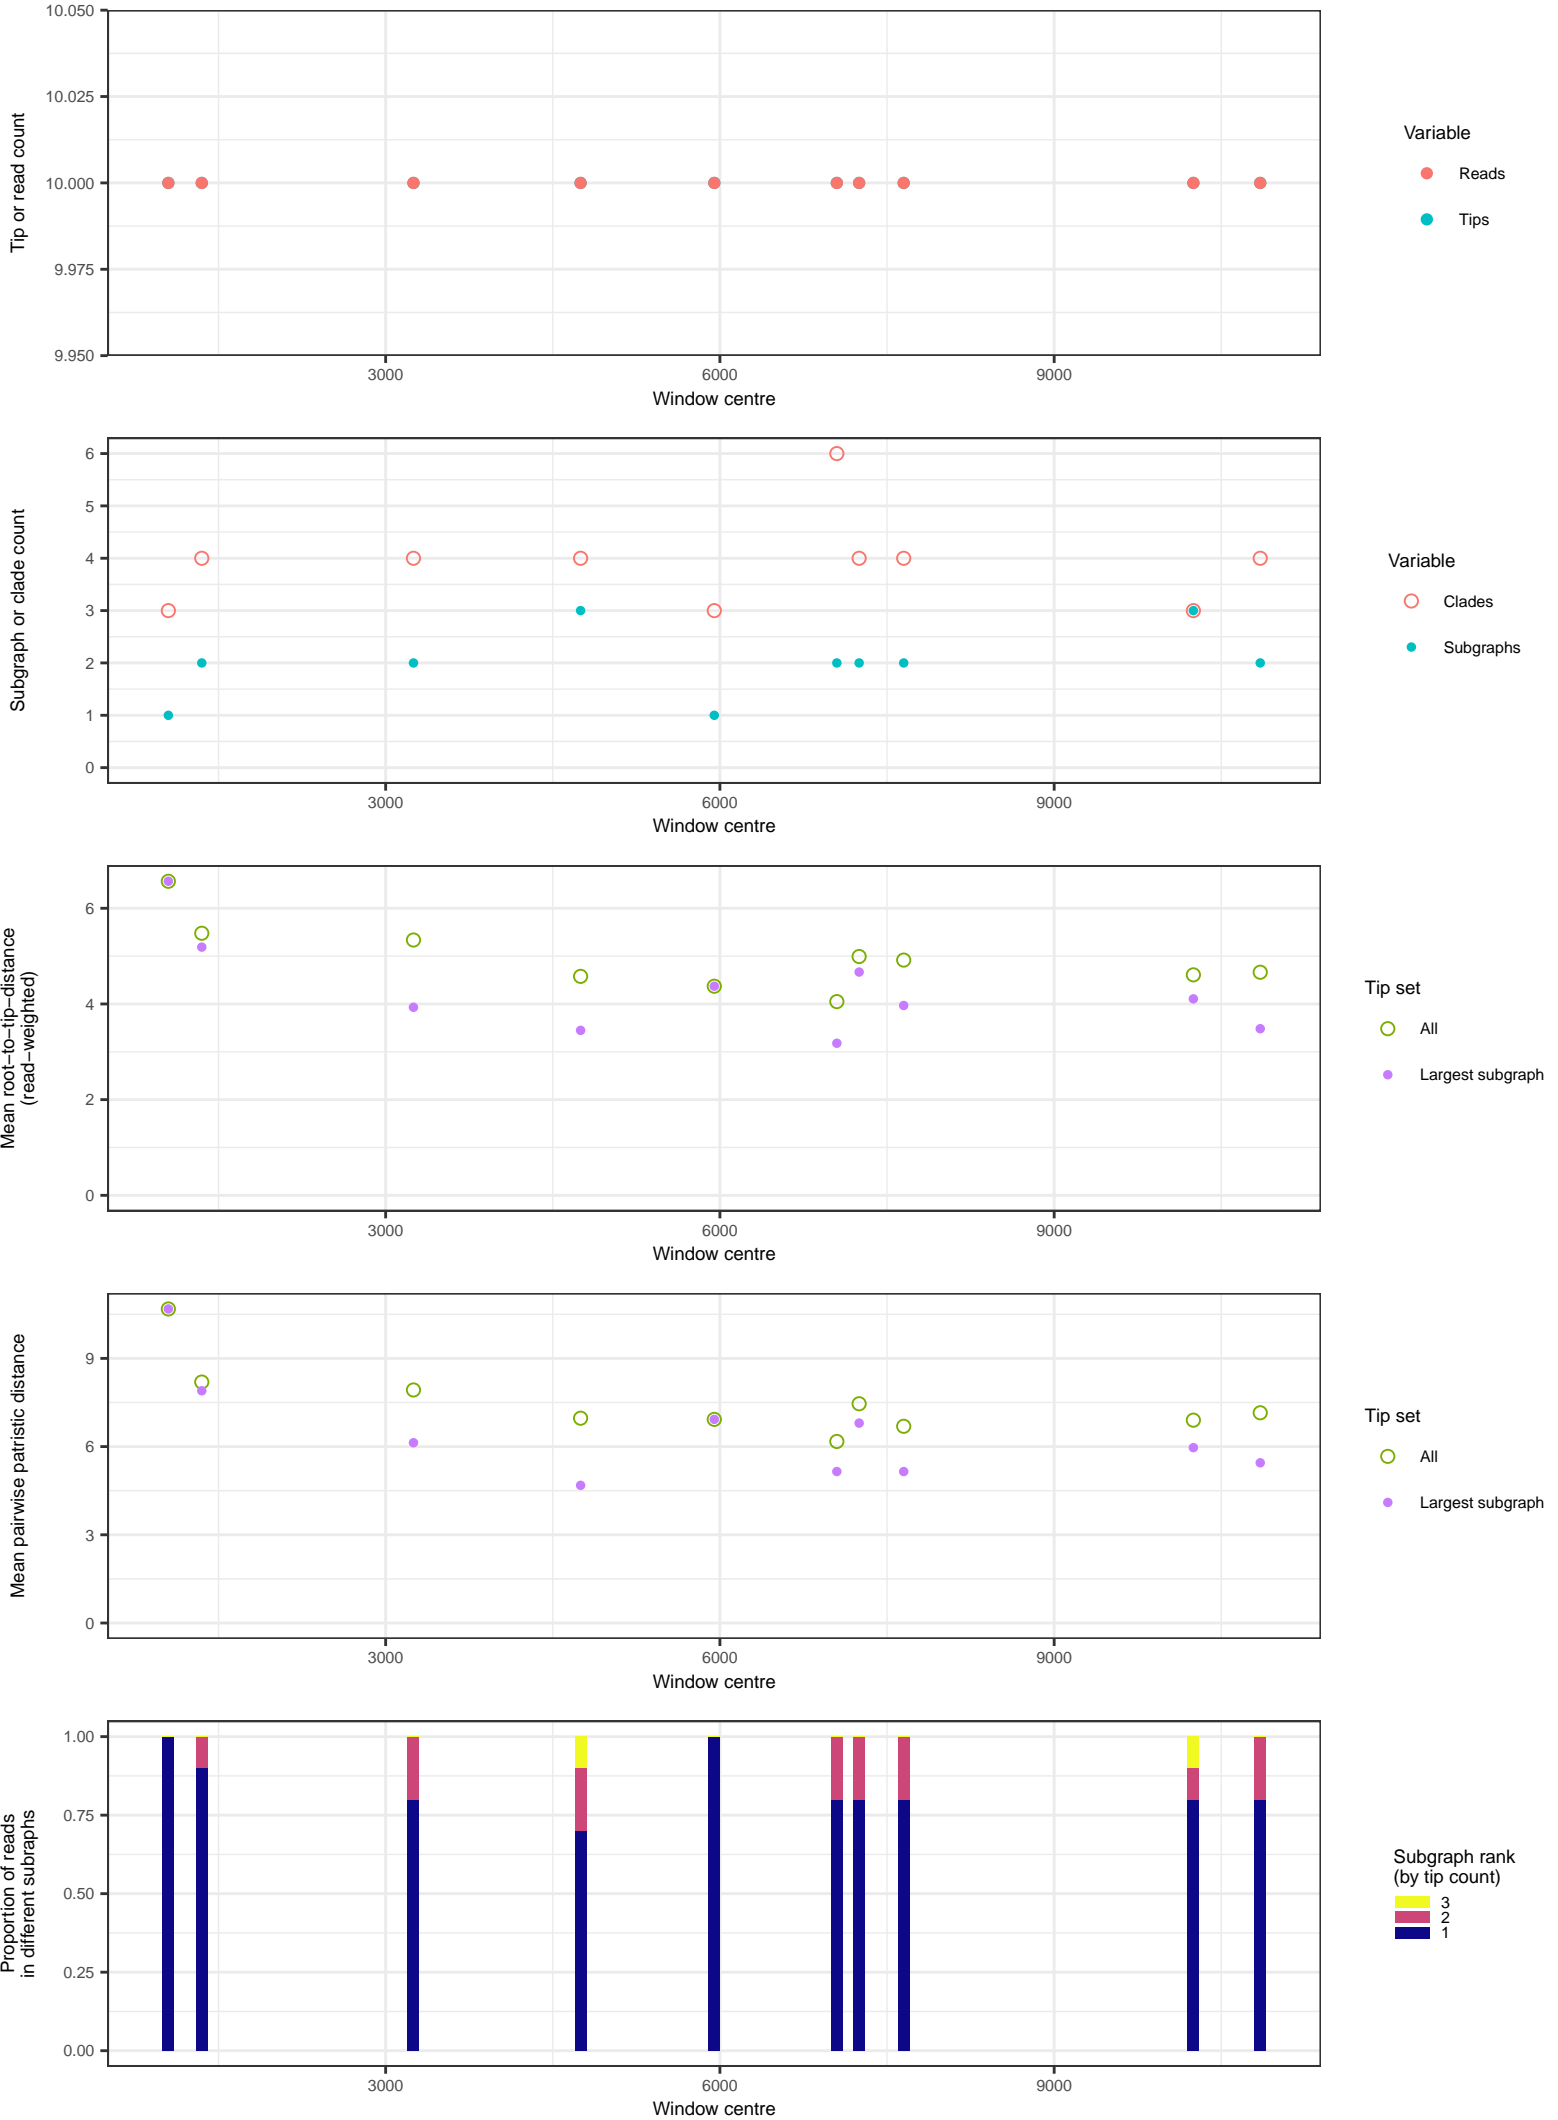 10.050
10.025
10.000
9.975
9.950
Tip or read count
3000
6000
9000
Window centre
Variable
Reads
Tips
6
5
4
3
2
1
0
Subgraph or clade count
3000
6000
9000
Window centre
Variable
Clades
Subgraphs
6
4
2
0
Mean root−to−tip−distance
(read−weighted)
3000
6000
9000
Window centre
Tip set
All
Largest subgraph
9
6
3
0
Mean pairwise patristic distance
3000
6000
9000
Window centre
Tip set
All
Largest subgraph
1.00
0.75
0.50
0.25
0.00
Proportion of reads
in different subraphs
3000
6000
9000
Window centre
Subgraph rank
(by tip count)
3
2
1